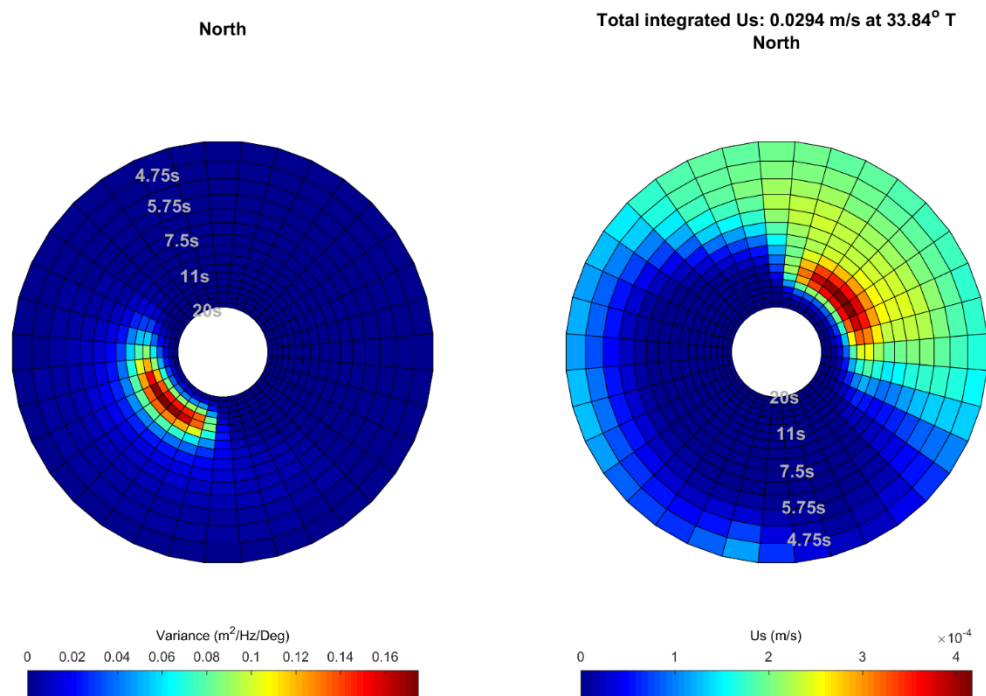 North
4.75s
5.75s
7.5s
11s
20s
Variance (m²/Hz/Deg)
0 0.02 0.04 0.06 0.08 0.1 0.12 0.14 0.16
Total integrated Us: 0.0294 m/s at 33.84° T
North
20s
11s
7.5s
5.75s
4.75s
Us (m/s)
×10⁻⁴
0 1 2 3 4